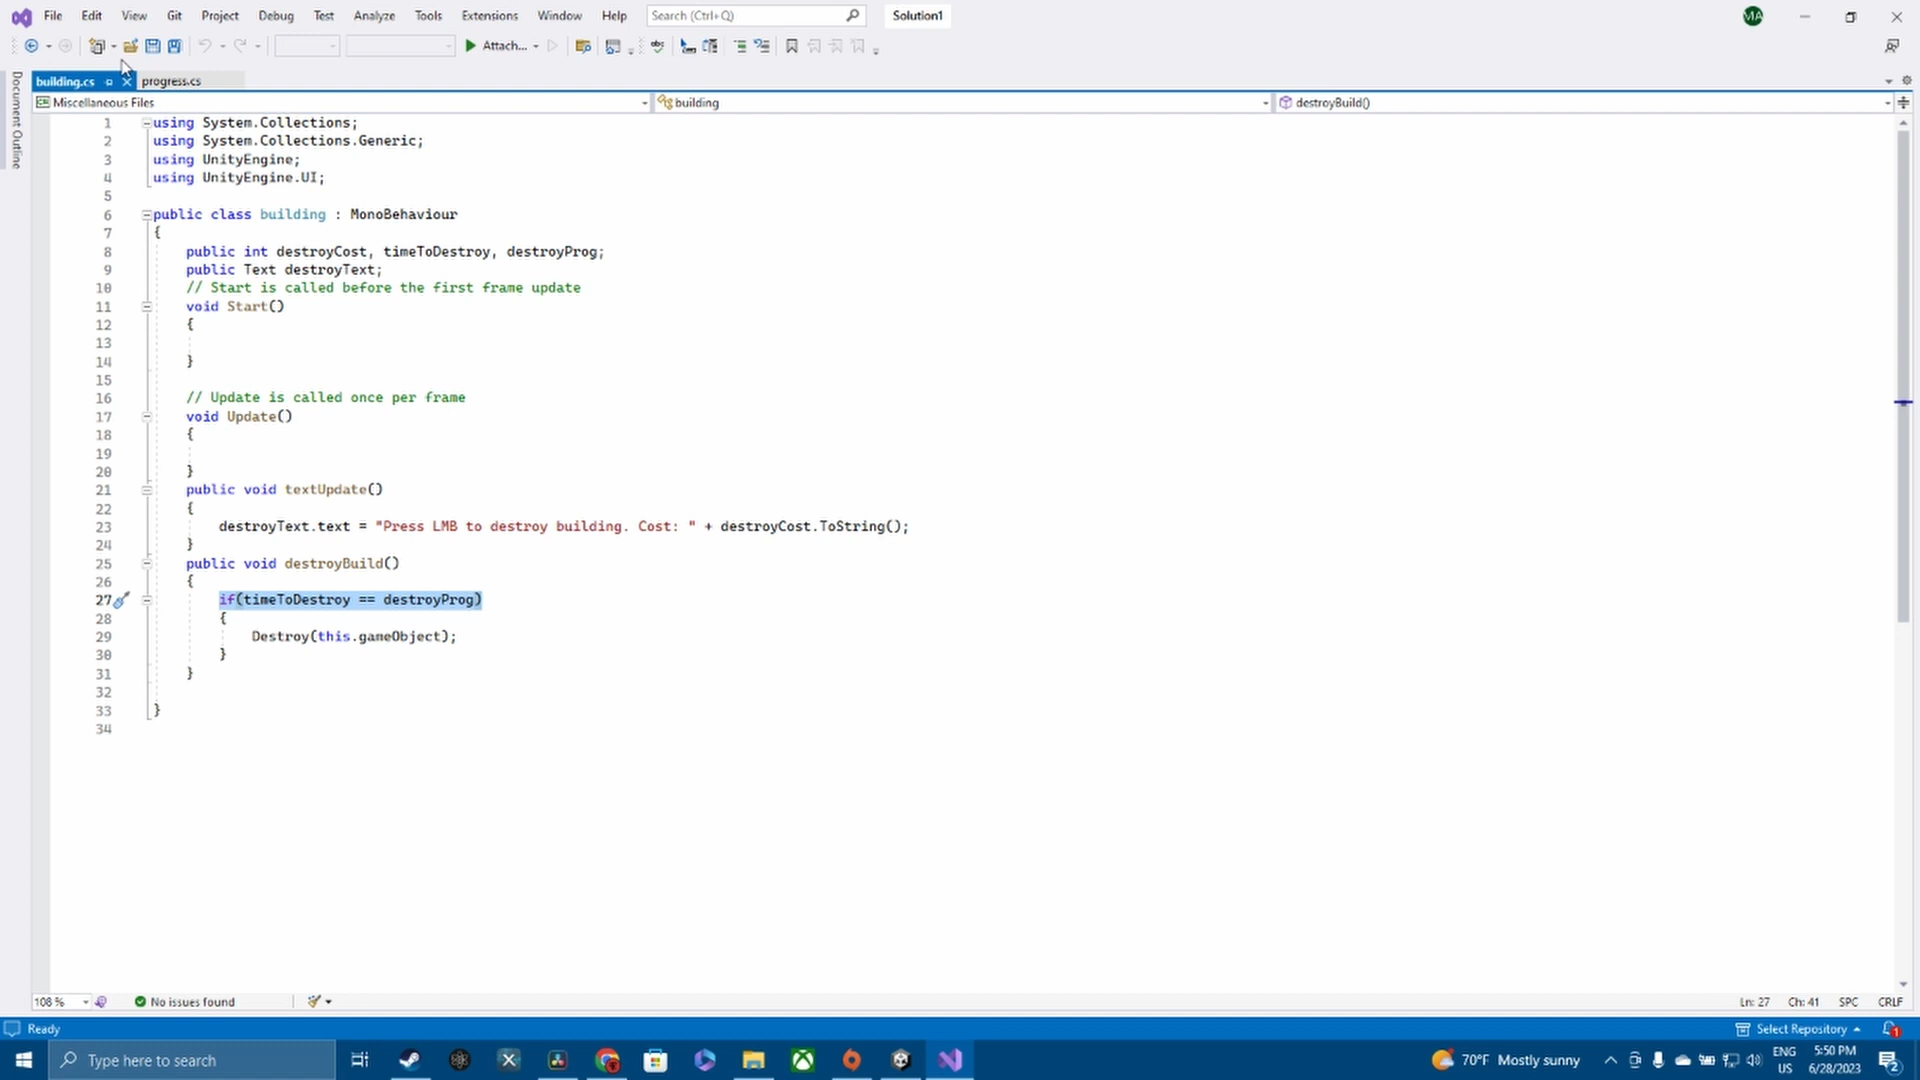 File Edit View Git Project Debug Test Analyze Tools Extensions Window Help Search (Ctrl+Q) Solution1 MA
Attach...
building.cs progress.cs
Document Outline
Miscellaneous Files building destroyBuild()
1 using System.Collections;
2 using System.Collections.Generic;
3 using UnityEngine;
4 using UnityEngine.UI;
5
6 public class building : MonoBehaviour
7 {
8 public int destroyCost, timeToDestroy, destroyProg;
9 public Text destroyText;
10 // Start is called before the first frame update
11 void Start()
12 {
13
14 }
15
16 // Update is called once per frame
17 void Update()
18 {
19
20 }
21 public void textUpdate()
22 {
23 destroyText.text = "Press LMB to destroy building. Cost: " + destroyCost.ToString();
24 }
25 public void destroyBuild()
26 {
27 if(timeToDestroy == destroyProg)
28 {
29 Destroy(this.gameObject);
30 }
31 }
32
33 }
34
108 % No issues found Ln: 27 Ch: 41 SPC CRLF
Ready Select Repository 1
Type here to search 70°F Mostly sunny ENG US 5:50 PM 6/28/2023 2